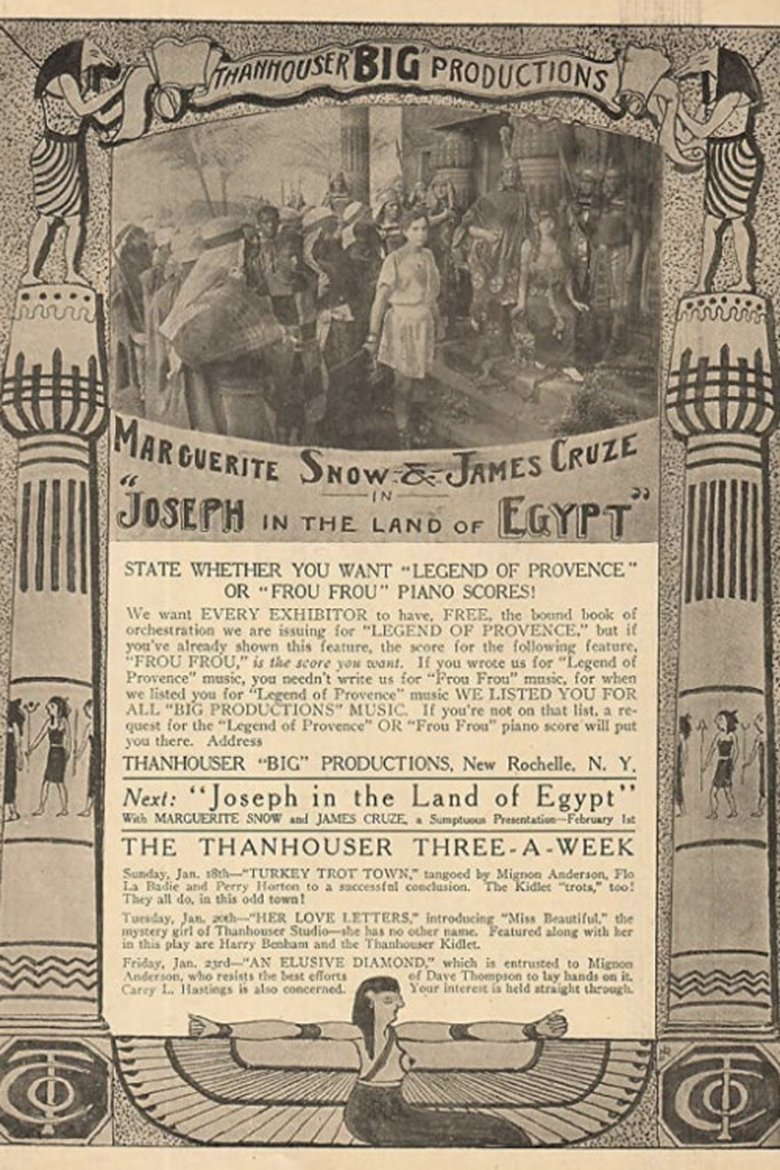 THANHOUSER "BIG" PRODUCTIONS
MARGUERITE SNOW & JAMES CRUZE
IN
"JOSEPH IN THE LAND OF EGYPT"
STATE WHETHER YOU WANT "LEGEND OF PROVENCE"
OR "FROU FROU" PIANO SCORES!
We want EVERY EXHIBITOR to have, FREE, the bound book of
orchestration we are issuing for "LEGEND OF PROVENCE," but if
you've already shown this feature, the score for the following feature,
"FROU FROU," is the score you want. If you wrote us for "Legend of
Provence" music, you needn't write us for "Frou Frou" music, for when
we listed you for "Legend of Provence" music WE LISTED YOU FOR
ALL "BIG PRODUCTIONS" MUSIC. If you're not on that list, a re-
quest for the "Legend of Provence" OR "Frou Frou" piano score will put
you there. Address
THANHOUSER "BIG" PRODUCTIONS, New Rochelle, N. Y.
Next: "Joseph in the Land of Egypt"
With MARGUERITE SNOW and JAMES CRUZE, a Sumptuous Presentation—February 1st
THE THANHOUSER THREE-A-WEEK
Sunday, Jan. 18th—"TURKEY TROT TOWN," tangoed by Mignon Anderson, Flo
La Badie and Perry Horton to a successful conclusion. The Kidlet "trots," too!
They all do, in this odd town!
Tuesday, Jan. 20th—"HER LOVE LETTERS," introducing "Miss Beautiful," the
mystery girl of Thanhouser Studio—she has no other name. Featured along with her
in this play are Harry Benham and the Thanhouser Kidlet.
Friday, Jan. 23rd—"AN ELUSIVE DIAMOND," which is entrusted to Mignon
Anderson, who resists the best efforts of Dave Thompson to lay hands on it.
Carey L. Hastings is also concerned. Your interest is held straight through.